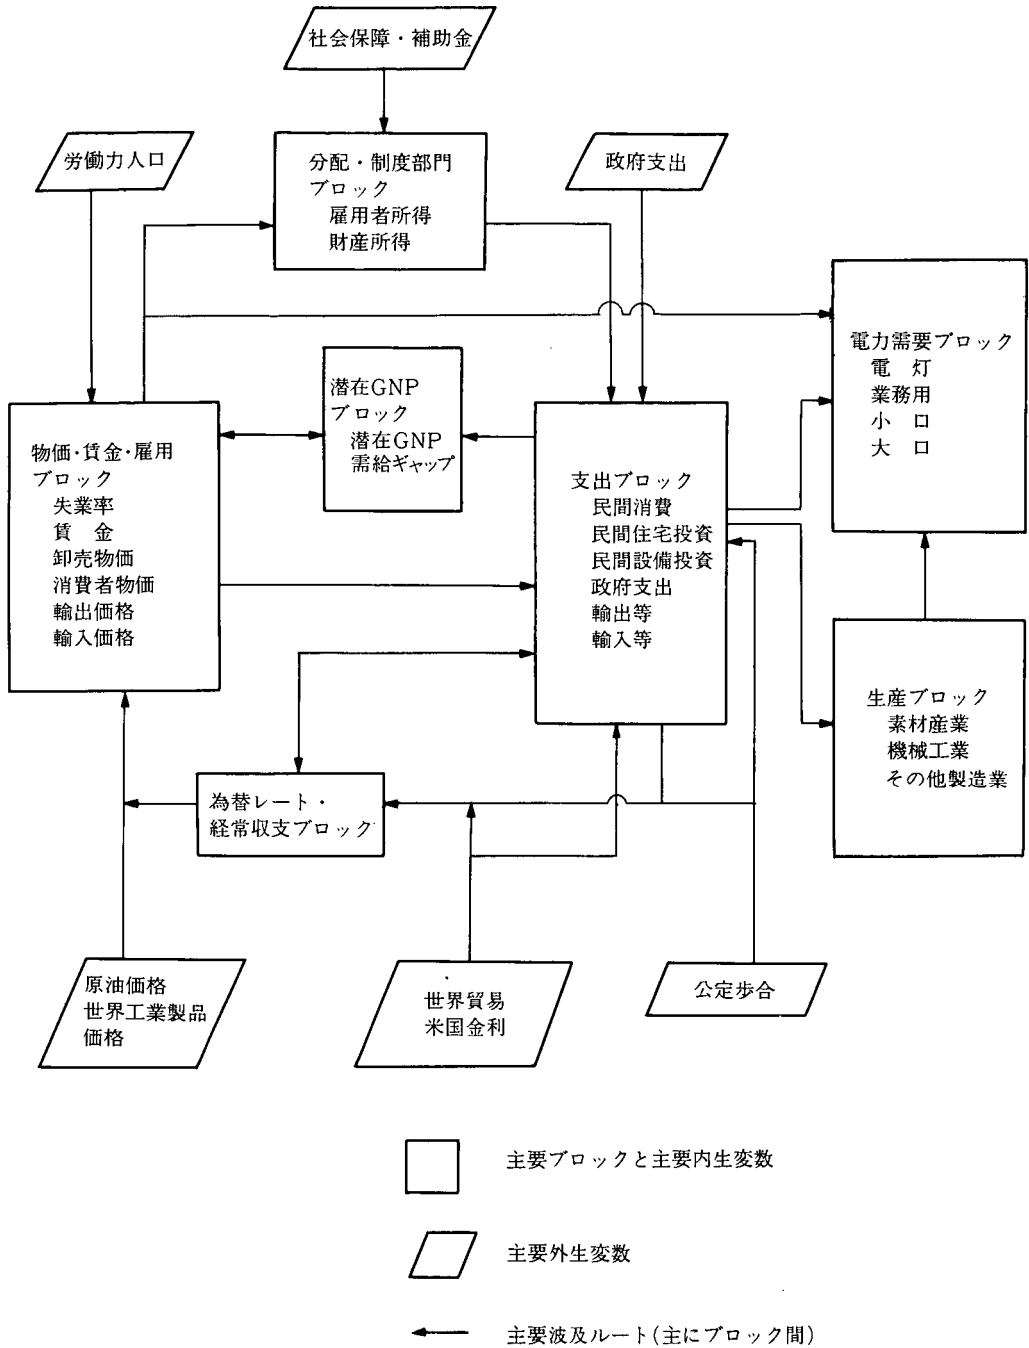 社会保障・補助金
労働力人口
分配・制度部門
ブロック
雇用者所得
財産所得
政府支出
電力需要ブロック
電　灯
業務用
小　口
大　口
潜在GNP
ブロック
潜在GNP
需給ギャップ
物価・賃金・雇用
ブロック
失業率
賃　金
卸売物価
消費者物価
輸出価格
輸入価格
支出ブロック
民間消費
民間住宅投資
民間設備投資
政府支出
輸出等
輸入等
生産ブロック
素材産業
機械工業
その他製造業
為替レート・
経常収支ブロック
原油価格
世界工業製品
価格
世界貿易
米国金利
公定歩合
主要ブロックと主要内生変数
主要外生変数
主要波及ルート(主にブロック間)